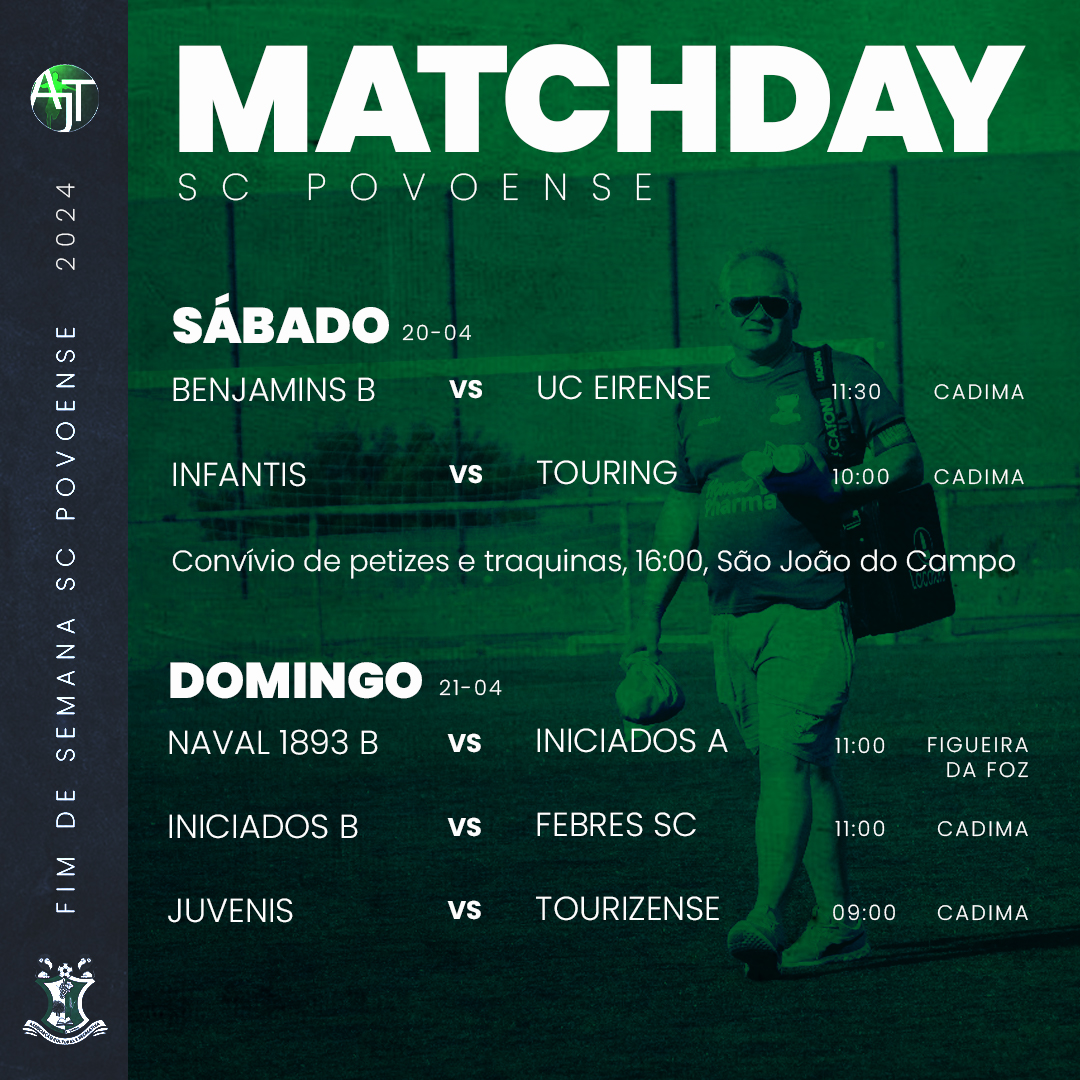 AJT
FIM DE SEMANA SC POVOENSE 2024
MATCHDAY
SC POVOENSE
SÁBADO 20-04
BENJAMINS B VS UC EIRENSE 11:30 CADIMA
INFANTIS VS TOURING 10:00 CADIMA
Convívio de petizes e traquinas, 16:00, São João do Campo
DOMINGO 21-04
NAVAL 1893 B VS INICIADOS A 11:00 FIGUEIRA
DA FOZ
INICIADOS B VS FEBRES SC 11:00 CADIMA
JUVENIS VS TOURIZENSE 09:00 CADIMA
LACATONI
CATONI
Pharma